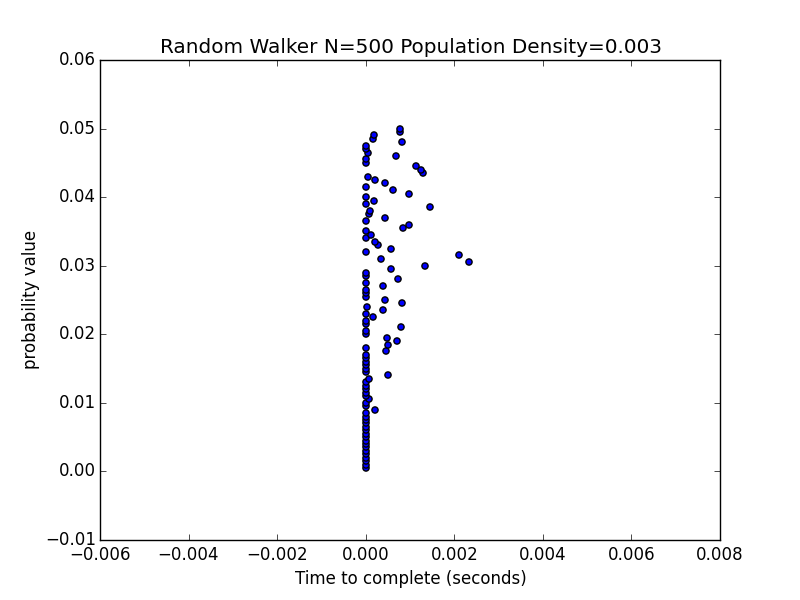 Random Walker N=500 Population Density=0.003
0.06
0.05
0.04
0.03
0.02
0.01
0.00
−0.01
probability value
−0.006 −0.004 −0.002 0.000 0.002 0.004 0.006 0.008
Time to complete (seconds)